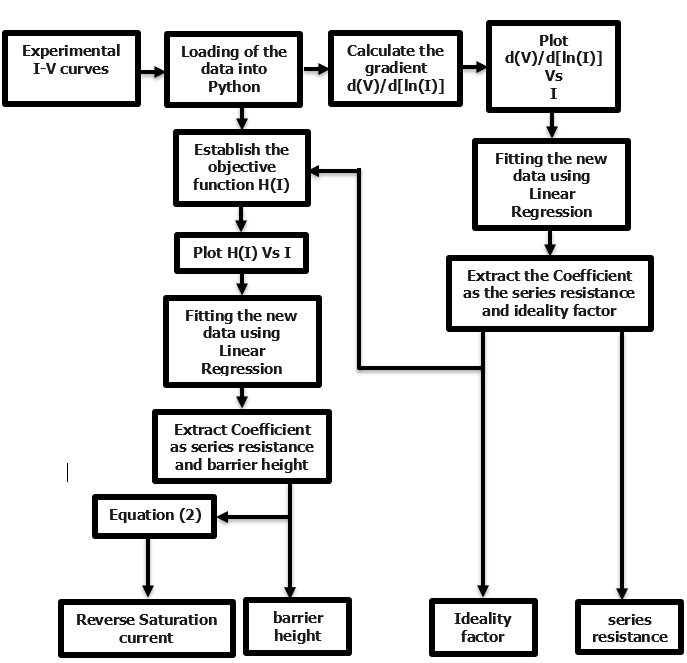 Experimental
I-V curves
Loading of the
data into
Python
Calculate the
gradient
d(V)/d[ln(I)]
Plot
d(V)/d[ln(I)]
Vs
I
Establish the
objective
function H(I)
Fitting the new
data using
Linear
Regression
Plot H(I) Vs I
Extract the Coefficient
as the series resistance
and ideality factor
Fitting the new
data using
Linear
Regression
Extract Coefficient
as series resistance
and barrier height
Equation (2)
Reverse Saturation
current
barrier
height
Ideality
factor
series
resistance